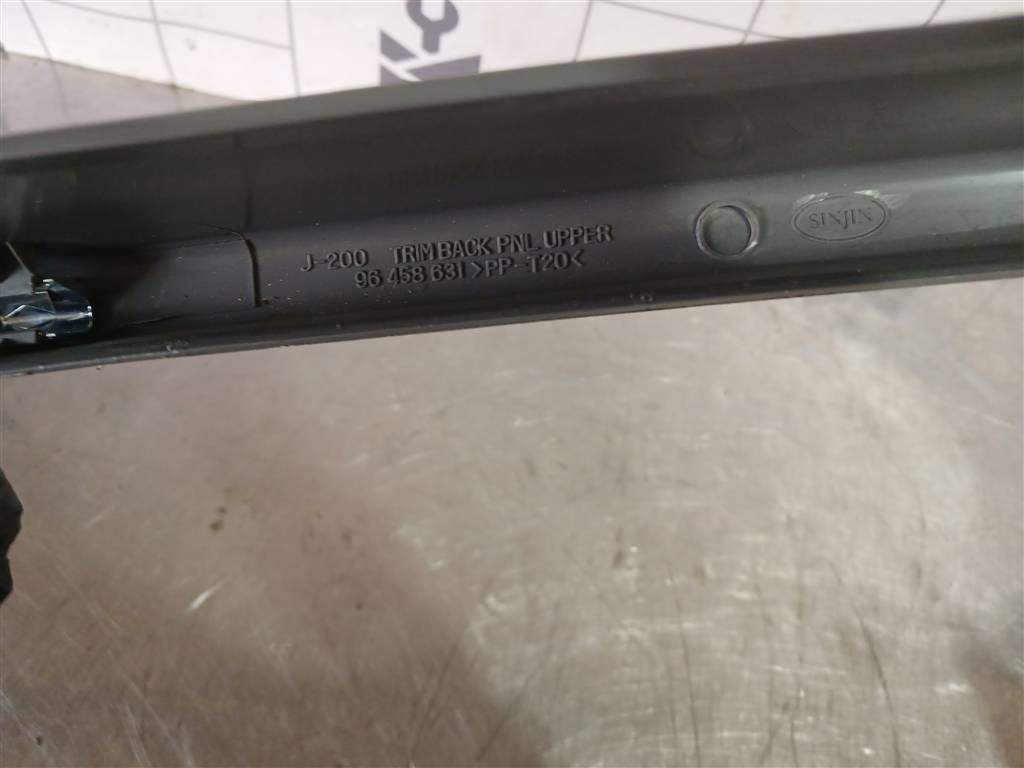 J-200 TRIM BACK PNL UPPER
96 458 631 >PP-T20<
SINJIN